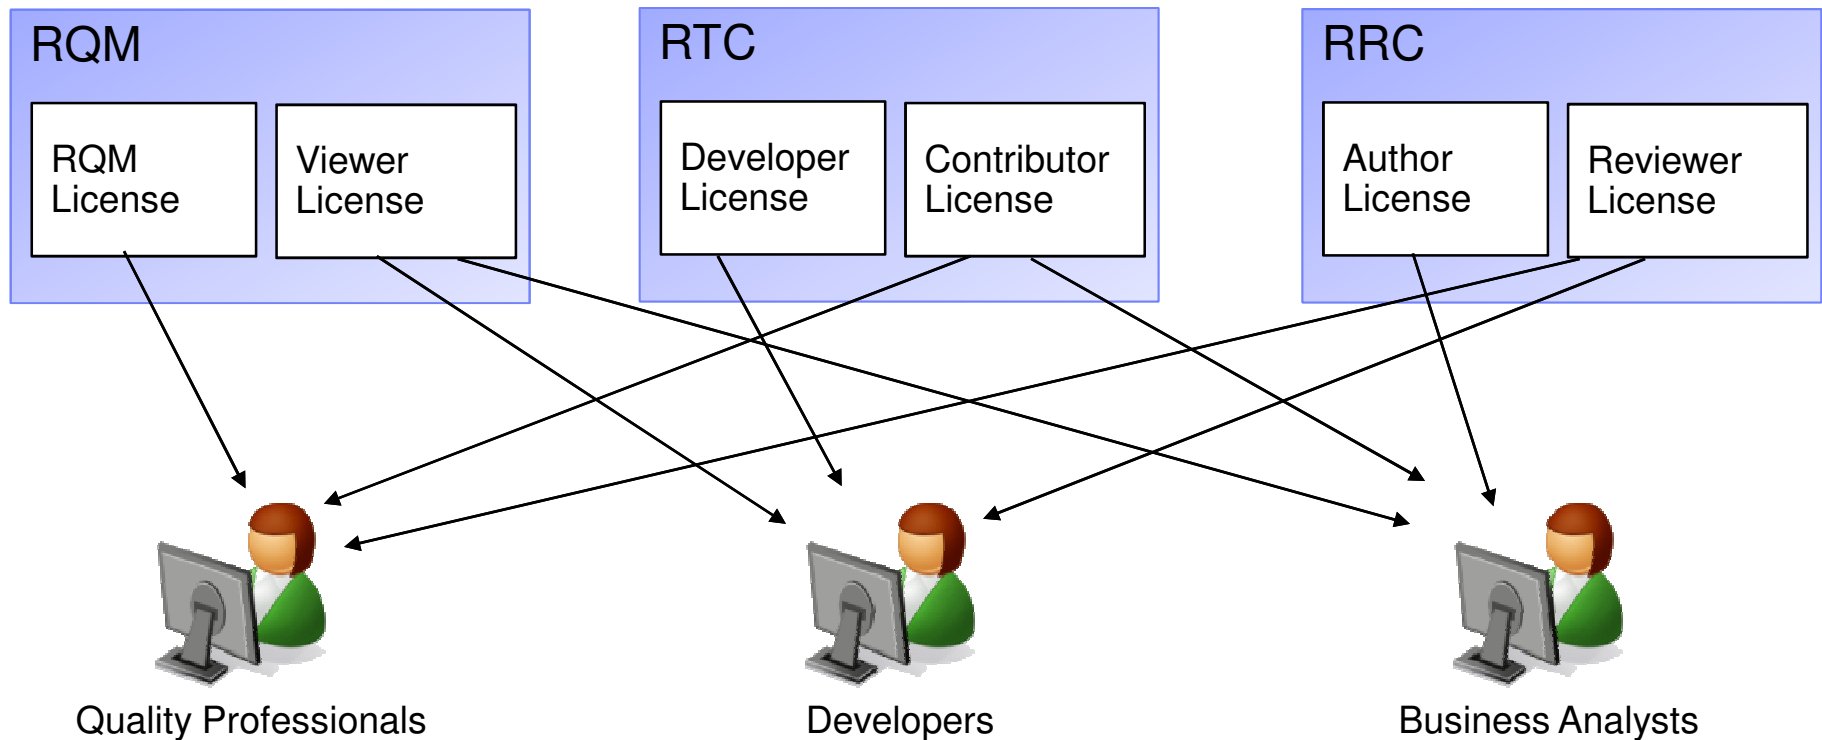 RQM
RQM
License
Viewer
License
RTC
Developer
License
Contributor
License
RRC
Author
License
Reviewer
License
Quality Professionals
Developers
Business Analysts